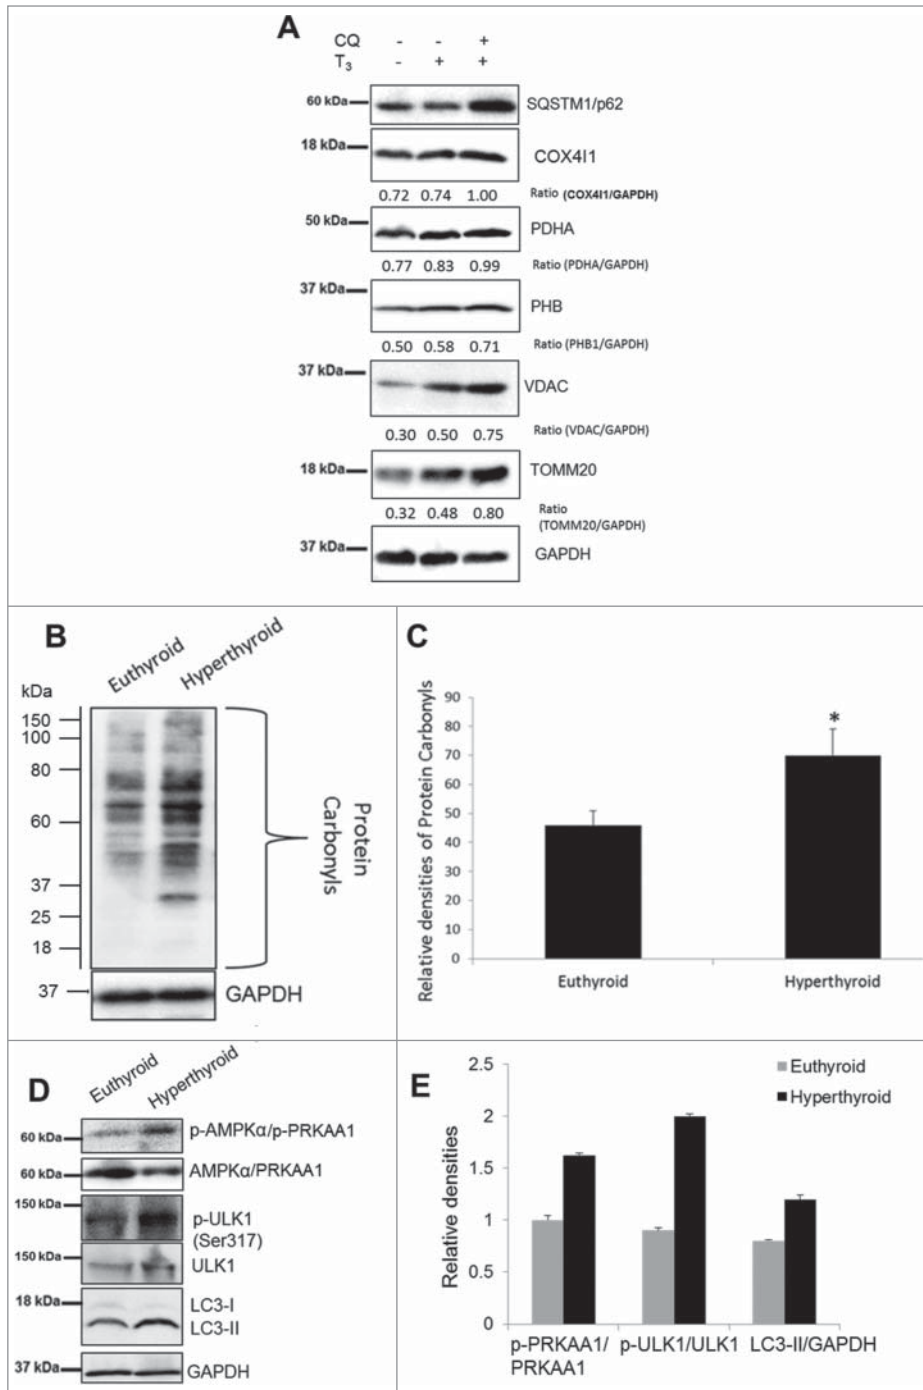 A
CQ - - +
T3 - + +
60 kDa SQSTM1/p62
18 kDa COX4I1
0.72 0.74 1.00 Ratio (COX4I1/GAPDH)
50 kDa PDHA
0.77 0.83 0.99 Ratio (PDHA/GAPDH)
37 kDa PHB
0.50 0.58 0.71 Ratio (PHB1/GAPDH)
37 kDa VDAC
0.30 0.50 0.75 Ratio (VDAC/GAPDH)
18 kDa TOMM20
0.32 0.48 0.80 Ratio
(TOMM20/GAPDH)
37 kDa GAPDH
B
Euthyroid Hyperthyroid
kDa
150
100
80
60
37
25
18
Protein
Carbonyls
37 GAPDH
C
Relative densities of Protein Carbonyls
90
80
70
60
50
40
30
20
10
0
*
Euthyroid Hyperthyroid
D
Euthyroid Hyperthyroid
60 kDa p-AMPKα/p-PRKAA1
60 kDa AMPKα/PRKAA1
150 kDa p-ULK1
(Ser317)
150 kDa ULK1
18 kDa LC3-I
LC3-II
37 kDa GAPDH
E
Relative densities
2.5
2
1.5
1
0.5
0
Euthyroid
Hyperthyroid
p-PRKAA1/ p-ULK1/ULK1 LC3-II/GAPDH
PRKAA1